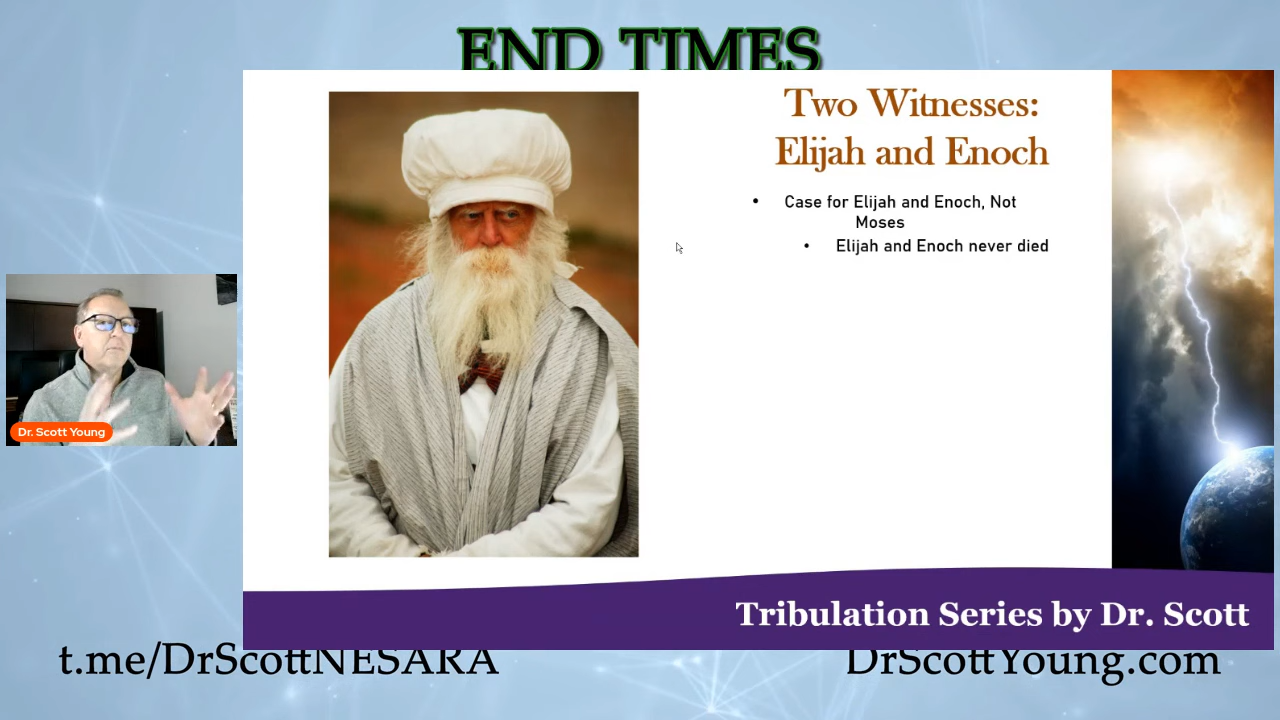 END TIMES
Two Witnesses:
Elijah and Enoch
• Case for Elijah and Enoch, Not
Moses
• Elijah and Enoch never died
Dr. Scott Young
Tribulation Series by Dr. Scott
t.me/DrScottNESARA
DrScottYoung.com